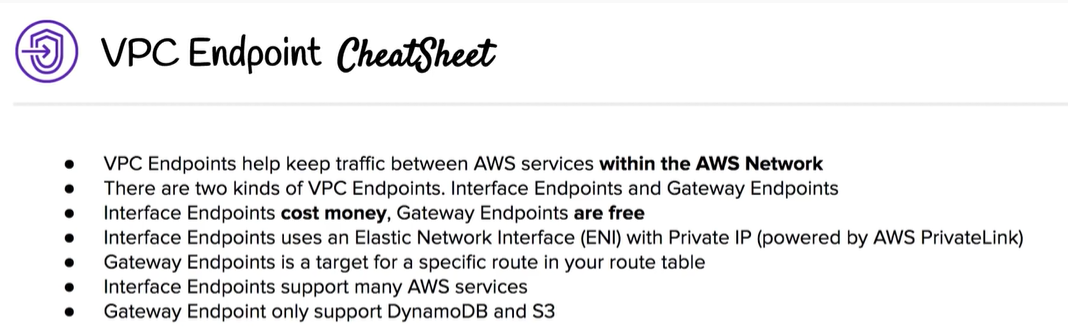 VPC Endpoint CheatSheet
● VPC Endpoints help keep traffic between AWS services within the AWS Network
● There are two kinds of VPC Endpoints. Interface Endpoints and Gateway Endpoints
● Interface Endpoints cost money, Gateway Endpoints are free
● Interface Endpoints uses an Elastic Network Interface (ENI) with Private IP (powered by AWS PrivateLink)
● Gateway Endpoints is a target for a specific route in your route table
● Interface Endpoints support many AWS services
● Gateway Endpoint only support DynamoDB and S3